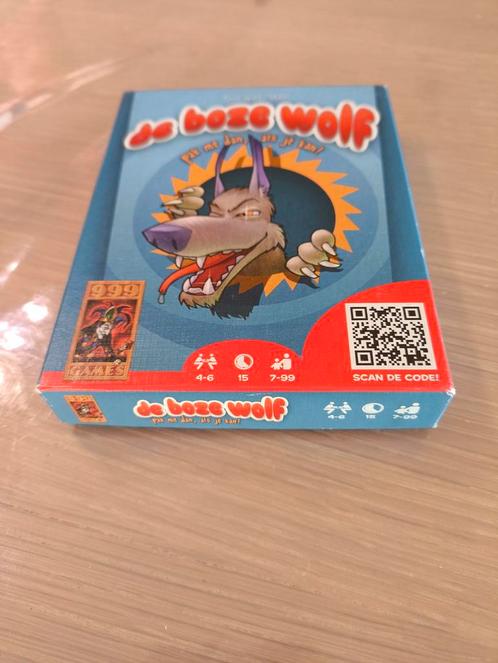 de boze wolf
Pak me dan, als je kan!
999
GAMES
4-6 15 7-99
SCAN DE CODE!
de boze wolf
Pak me dan, als je kan!
4-6 15 7-99